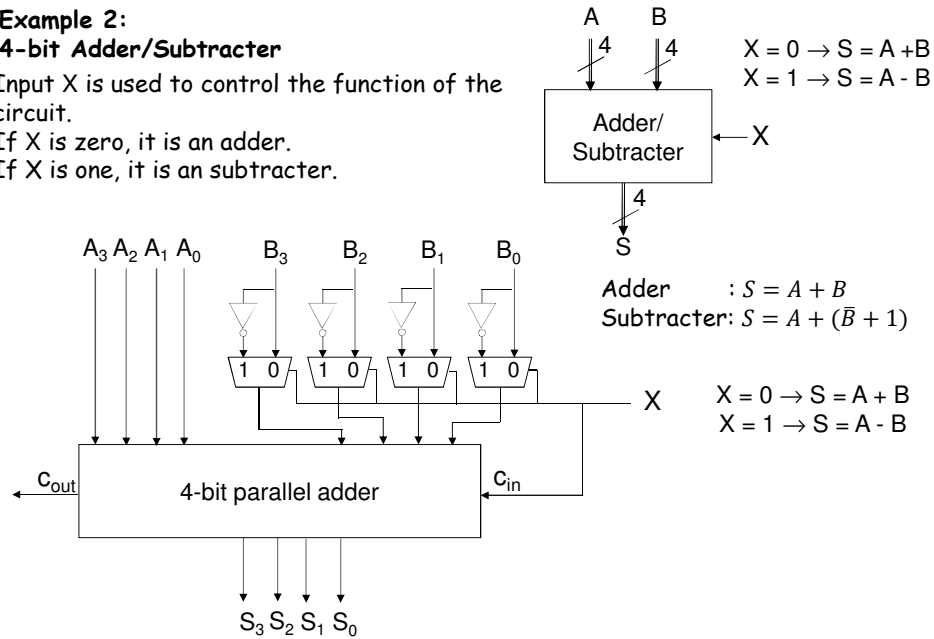 Example 2:
4-bit Adder/Subtracter
Input X is used to control the function of the
circuit.
If X is zero, it is an adder.
If X is one, it is an subtracter.
A B
4 4
X = 0 → S = A +B
X = 1 → S = A - B
Adder/
Subtracter
X
4
S
A₃ A₂ A₁ A₀ B₃ B₂ B₁ B₀
Adder : S = A + B
Subtracter: S = A + (B̄ + 1)
1 0 1 0 1 0 1 0
X
X = 0 → S = A + B
X = 1 → S = A - B
cout 4-bit parallel adder cin
S₃ S₂ S₁ S₀